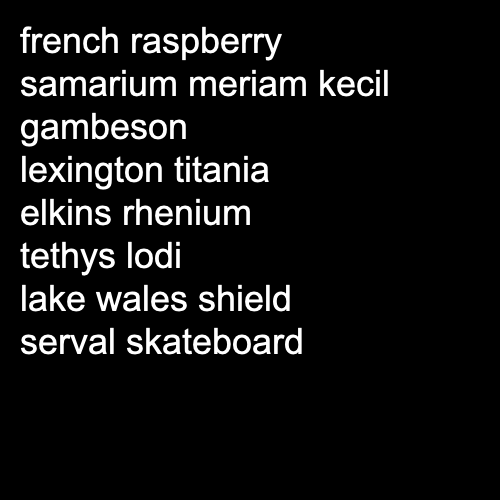 french raspberry
samarium meriam kecil
gambeson
lexington titania
elkins rhenium
tethys lodi
lake wales shield
serval skateboard